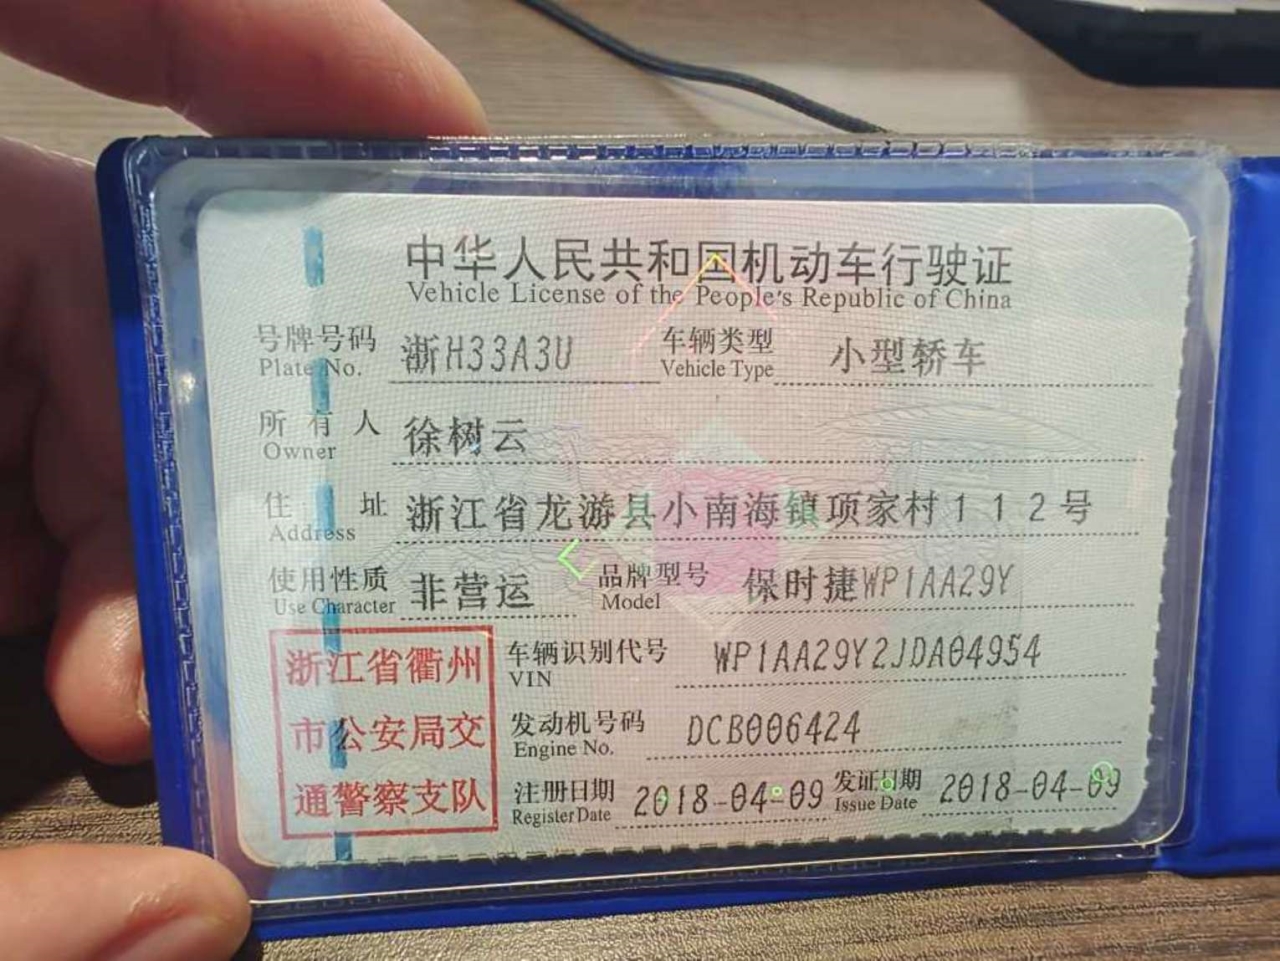 中华人民共和国机动车行驶证
Vehicle License of the People's Republic of China
号牌号码 浙H33A3U 车辆类型 小型轿车
Plate No. Vehicle Type
所有人 徐树云
Owner
住址 浙江省龙游县小南海镇项家村112号
Address
使用性质 非营运 品牌型号 保时捷WP1AA29Y
Use Character Model
浙江省衢州
市公安局交
通警察支队
车辆识别代号 WP1AA29Y2JDA04954
VIN
发动机号码 DCB006424
Engine No.
注册日期 2018-04-09 发证日期 2018-04-09
Register Date Issue Date